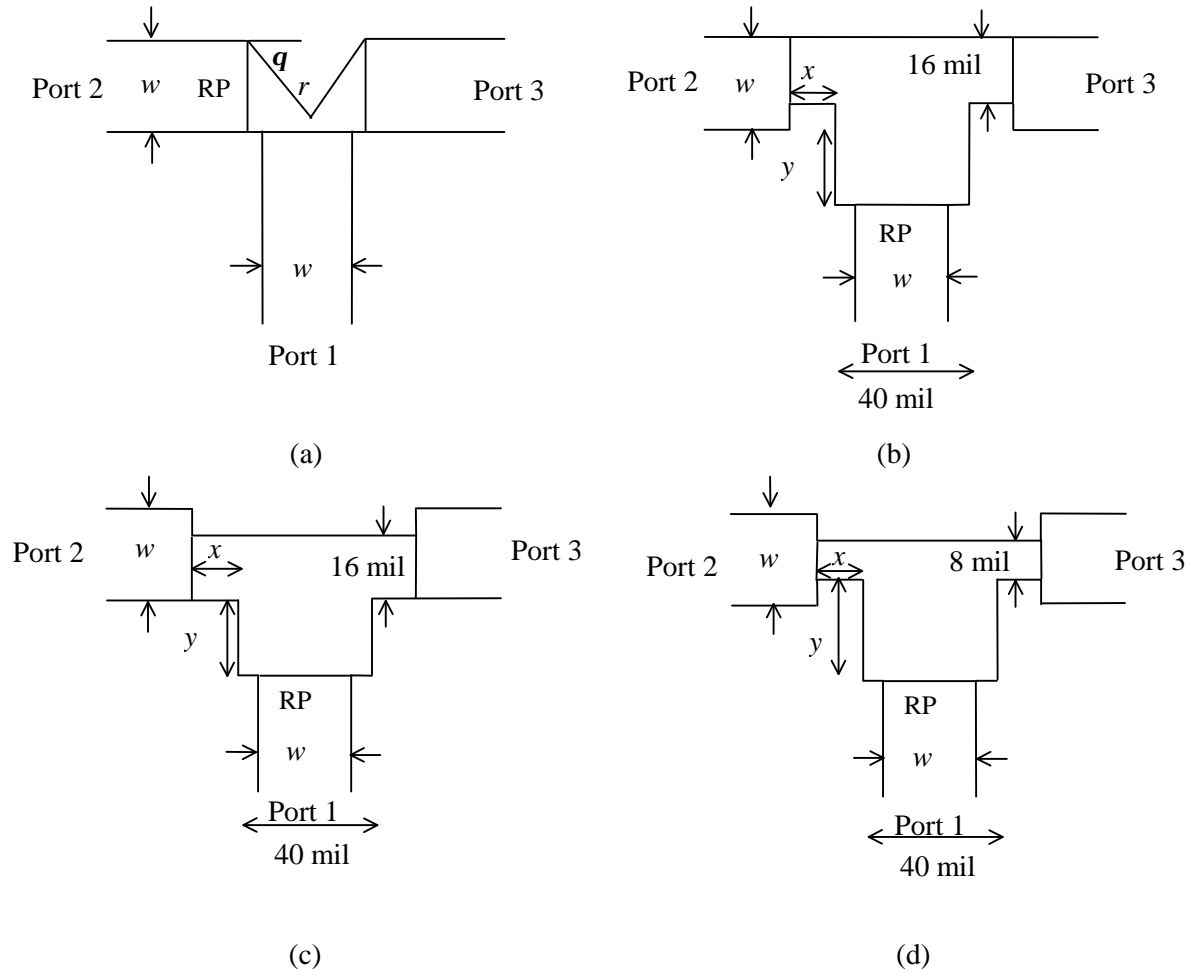 q
Port 2
w
RP
r
Port 3
w
Port 1
(a)
x
16 mil
w
Port 2
Port 3
y
RP
w
Port 1
40 mil
(b)
Port 2
w
x
16 mil
Port 3
y
RP
w
Port 1
40 mil
(c)
Port 2
w
x
8 mil
Port 3
y
RP
w
Port 1
40 mil
(d)